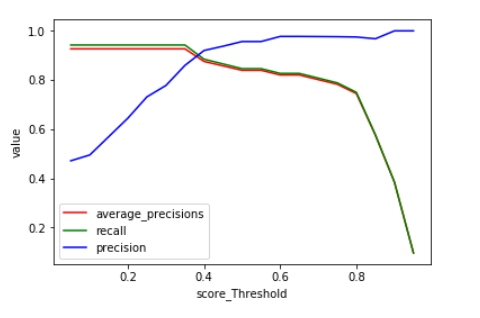 1.0
0.8
0.6
0.4
0.2
value
average_precisions
recall
precision
0.2 0.4 0.6 0.8
score_Threshold